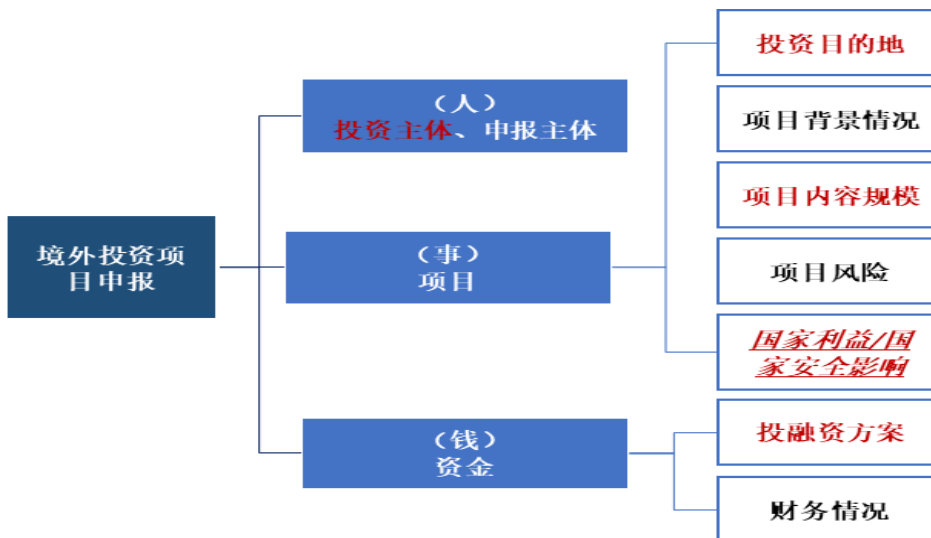 境外投资项
目申报
（人）
投资主体、申报主体
（事）
项目
（钱）
资金
投资目的地
项目背景情况
项目内容规模
项目风险
国家利益/国
家安全影响
投融资方案
财务情况